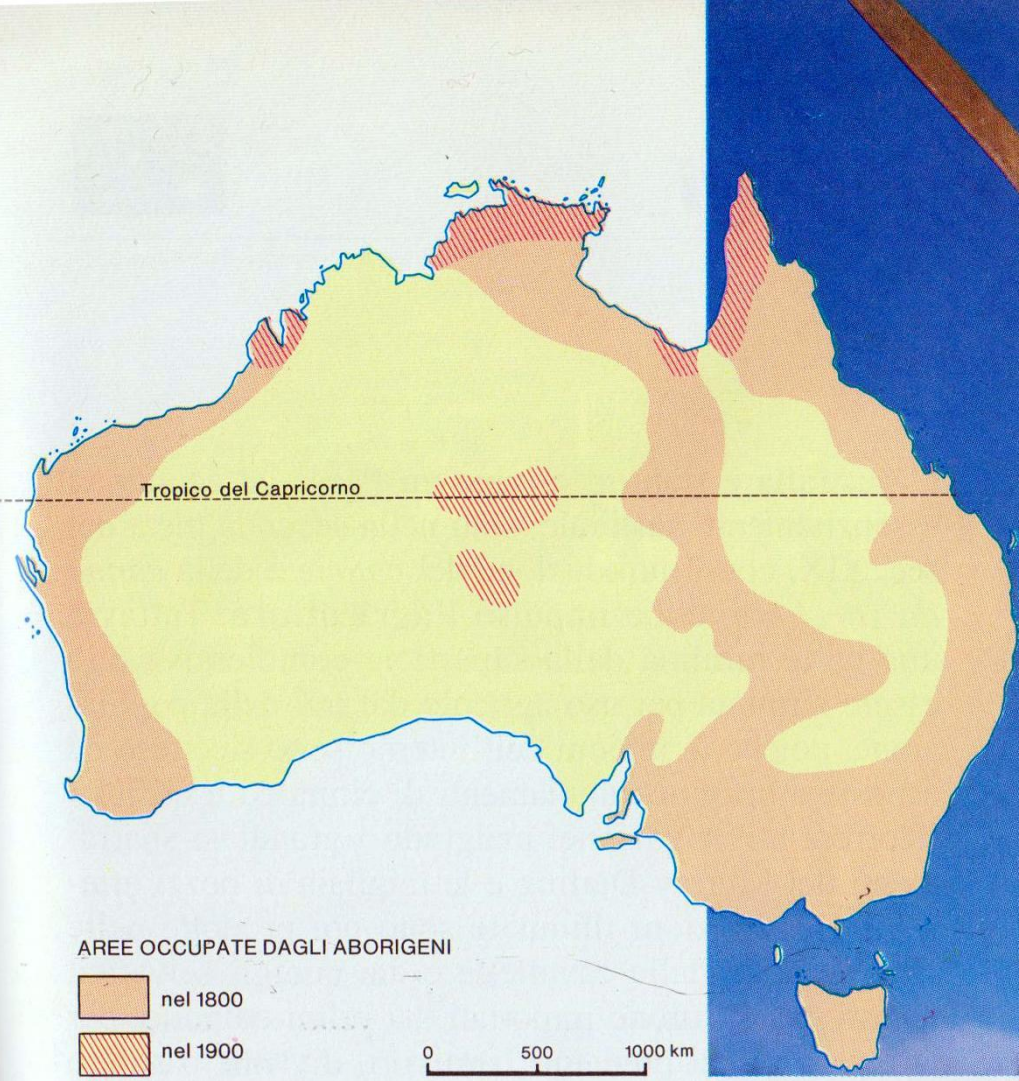 Tropico del Capricorno
AREE OCCUPATE DAGLI ABORIGENI
nel 1800
nel 1900
0 500 1000 km